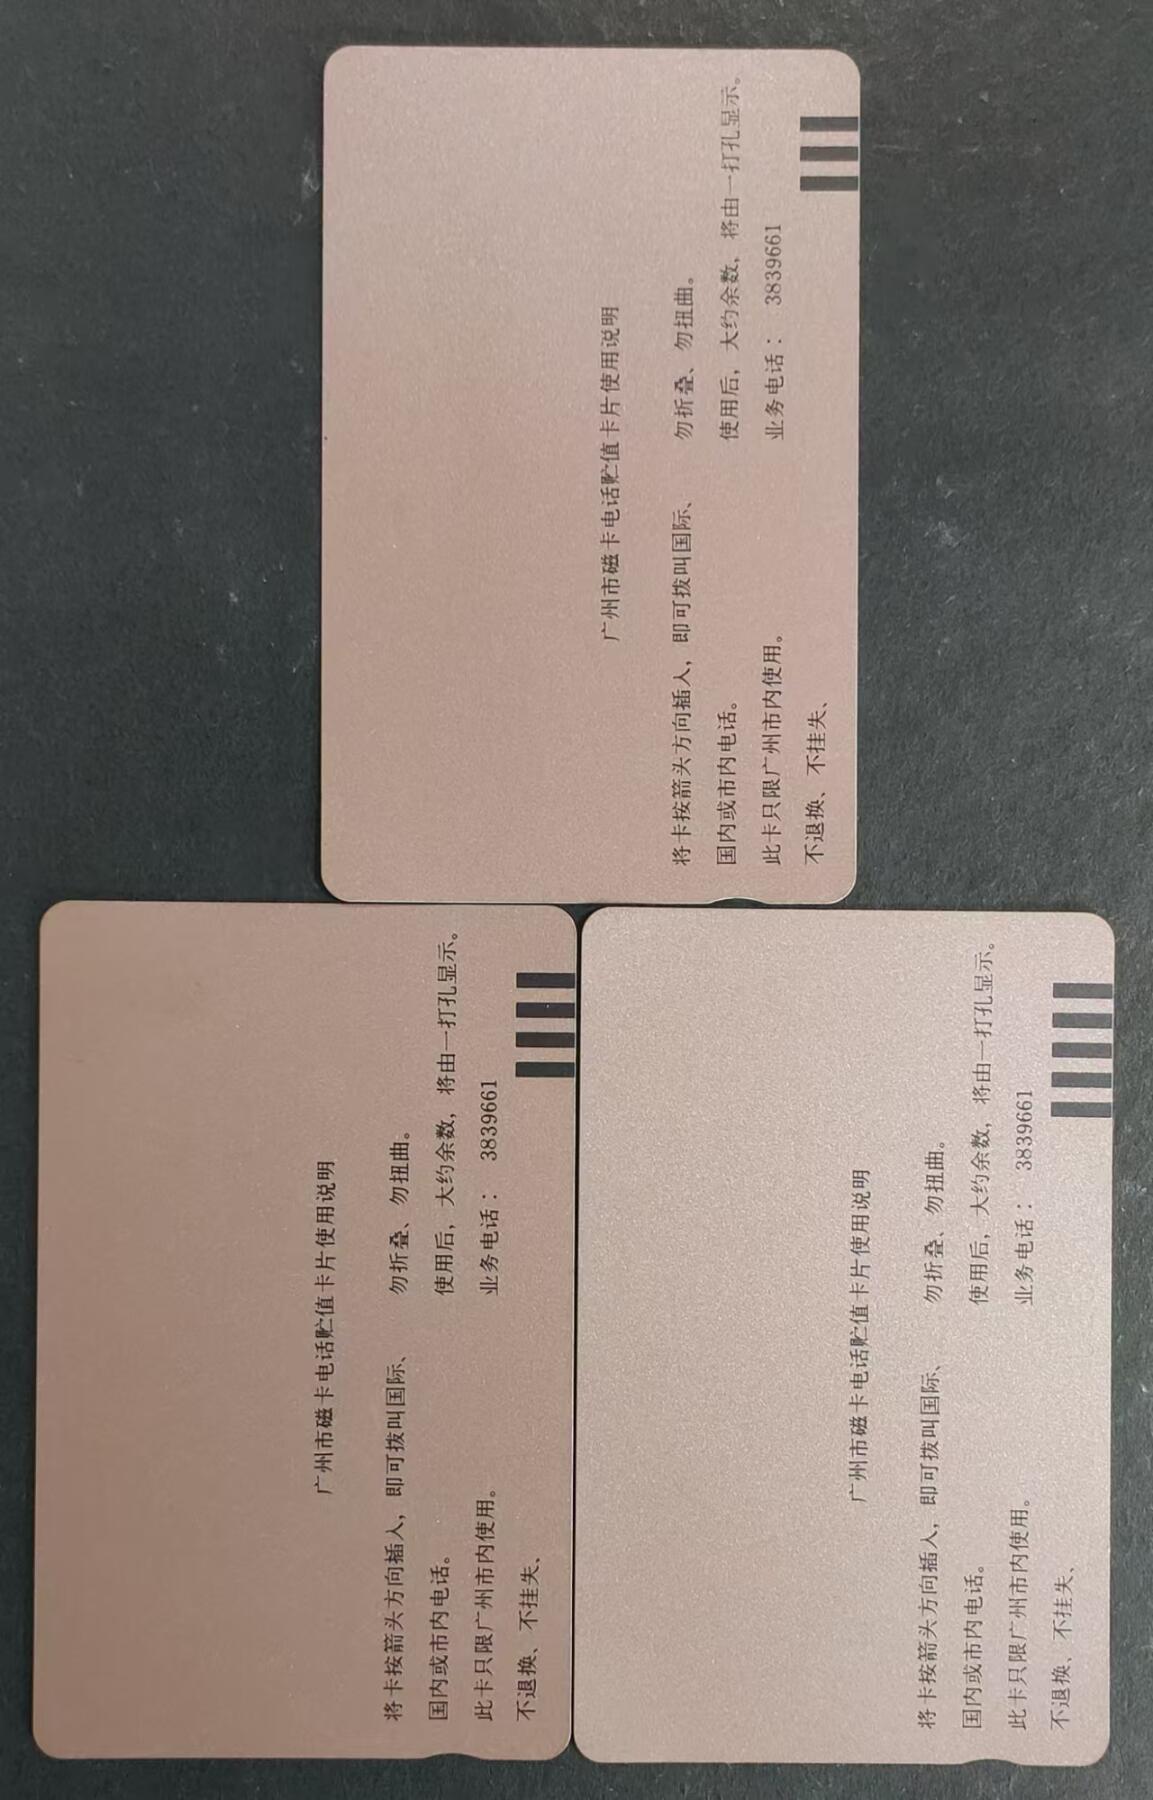 广州市磁卡电话贮值卡片使用说明
将卡按箭头方向插入，即可拨叫国际、
国内或市内电话。
此卡只限广州市内使用。
不退换、不挂失、
勿折叠、勿扭曲。
使用后，大约余数，将由一打孔显示。
业务电话： 3839661
广州市磁卡电话贮值卡片使用说明
将卡按箭头方向插入，即可拨叫国际、
国内或市内电话。
此卡只限广州市内使用。
不退换、不挂失、
勿折叠、勿扭曲。
使用后，大约余数，将由一打孔显示。
业务电话： 3839661
广州市磁卡电话贮值卡片使用说明
将卡按箭头方向插入，即可拨叫国际、
国内或市内电话。
此卡只限广州市内使用。
不退换、不挂失、
勿折叠、勿扭曲。
使用后，大约余数，将由一打孔显示。
业务电话： 3839661